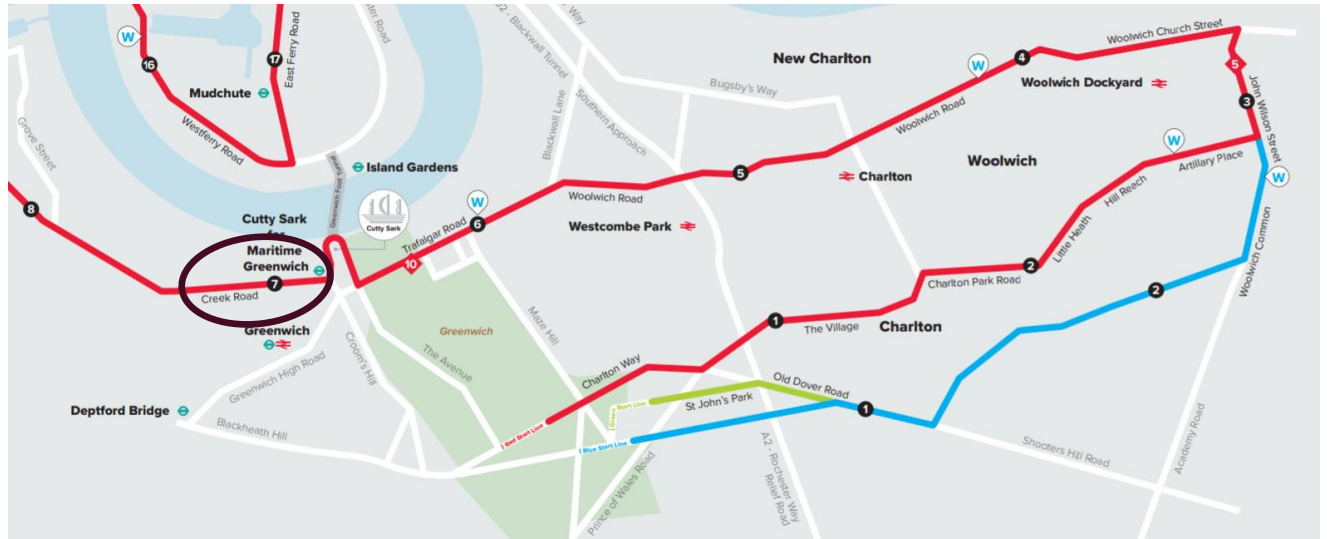 W
16
17
East Ferry Road
Mudchute
Westferry Road
Grove Street
Island Gardens
Cutty Sark
Cutty Sark
for
Maritime
Greenwich
8
7
Creek Road
Greenwich
Greenwich High Road
Deptford Bridge
Blackheath Hill
Croom's Hill
The Avenue
Greenwich
Maze Hill
Trafalgar Road
10
W
6
Woolwich Road
Westcombe Park
Blackwall Lane
A2 - Blackwall Tunnel
Southern Approach
Way
Bugsby's Way
New Charlton
5
Charlton
Woolwich Road
W
4
Woolwich Church Street
Woolwich Dockyard
5
3
John Wilson Street
Woolwich
W
Artillary Place
W
Hill Reach
Little Heath
2
Charlton Park Road
Charlton
The Village
1
Charlton Way
Red Start Line
Green Start Line
Blue Start Line
St John's Park
Old Dover Road
1
2
Woolwich Common
Academy Road
Shooters Hill Road
A2 - Rochester Way
Relief Road
Prince of Wales Road